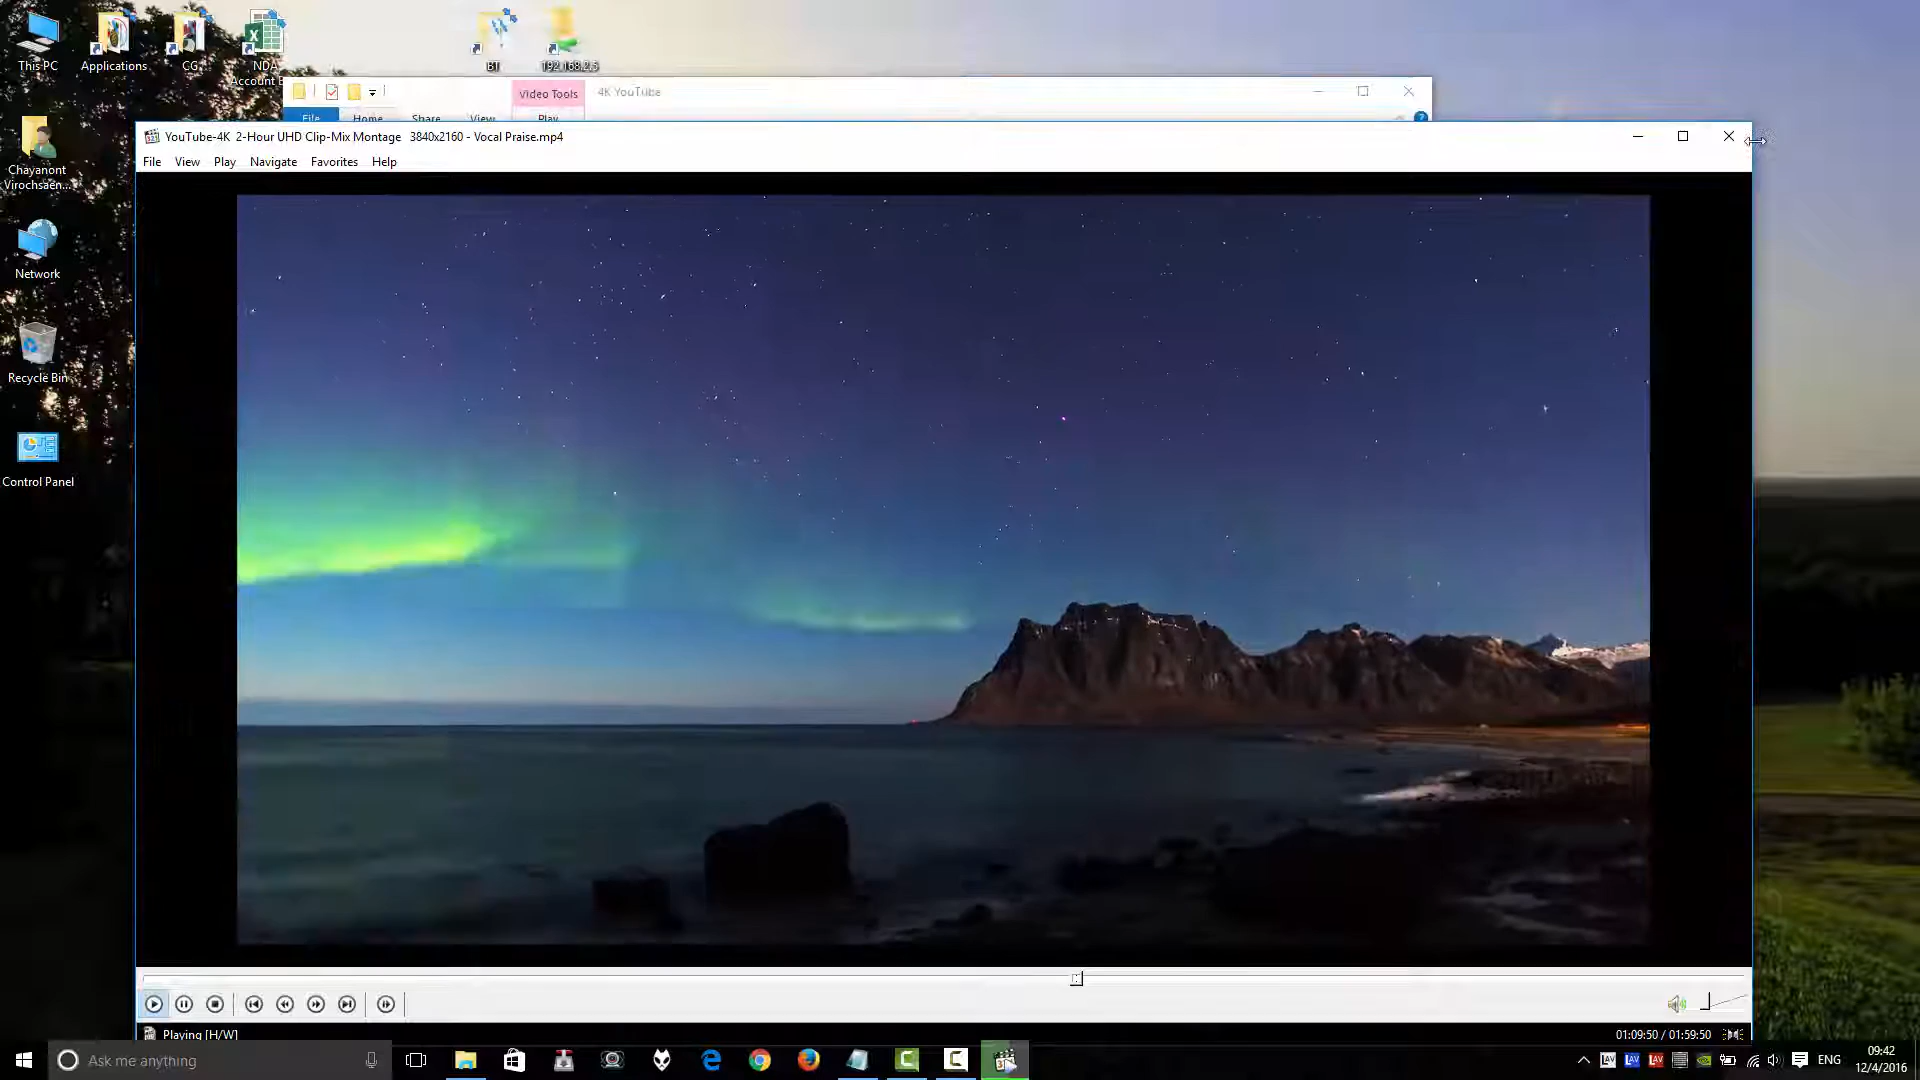 This PC
Applications
CG
NDA
Account
BT
192.168.2.5
Video Tools
4K YouTube
File
Home
Share
View
Play
YouTube-4K 2-Hour UHD Clip-Mix Montage 3840x2160 - Vocal Praise.mp4
File View Play Navigate Favorites Help
Chayanont
Virochsaen...
Network
Recycle Bin
Control Panel
Playing [H/W]
01:09:50 / 01:59:50
Ask me anything
LAV LAV LAV
ENG
09:42
12/4/2016